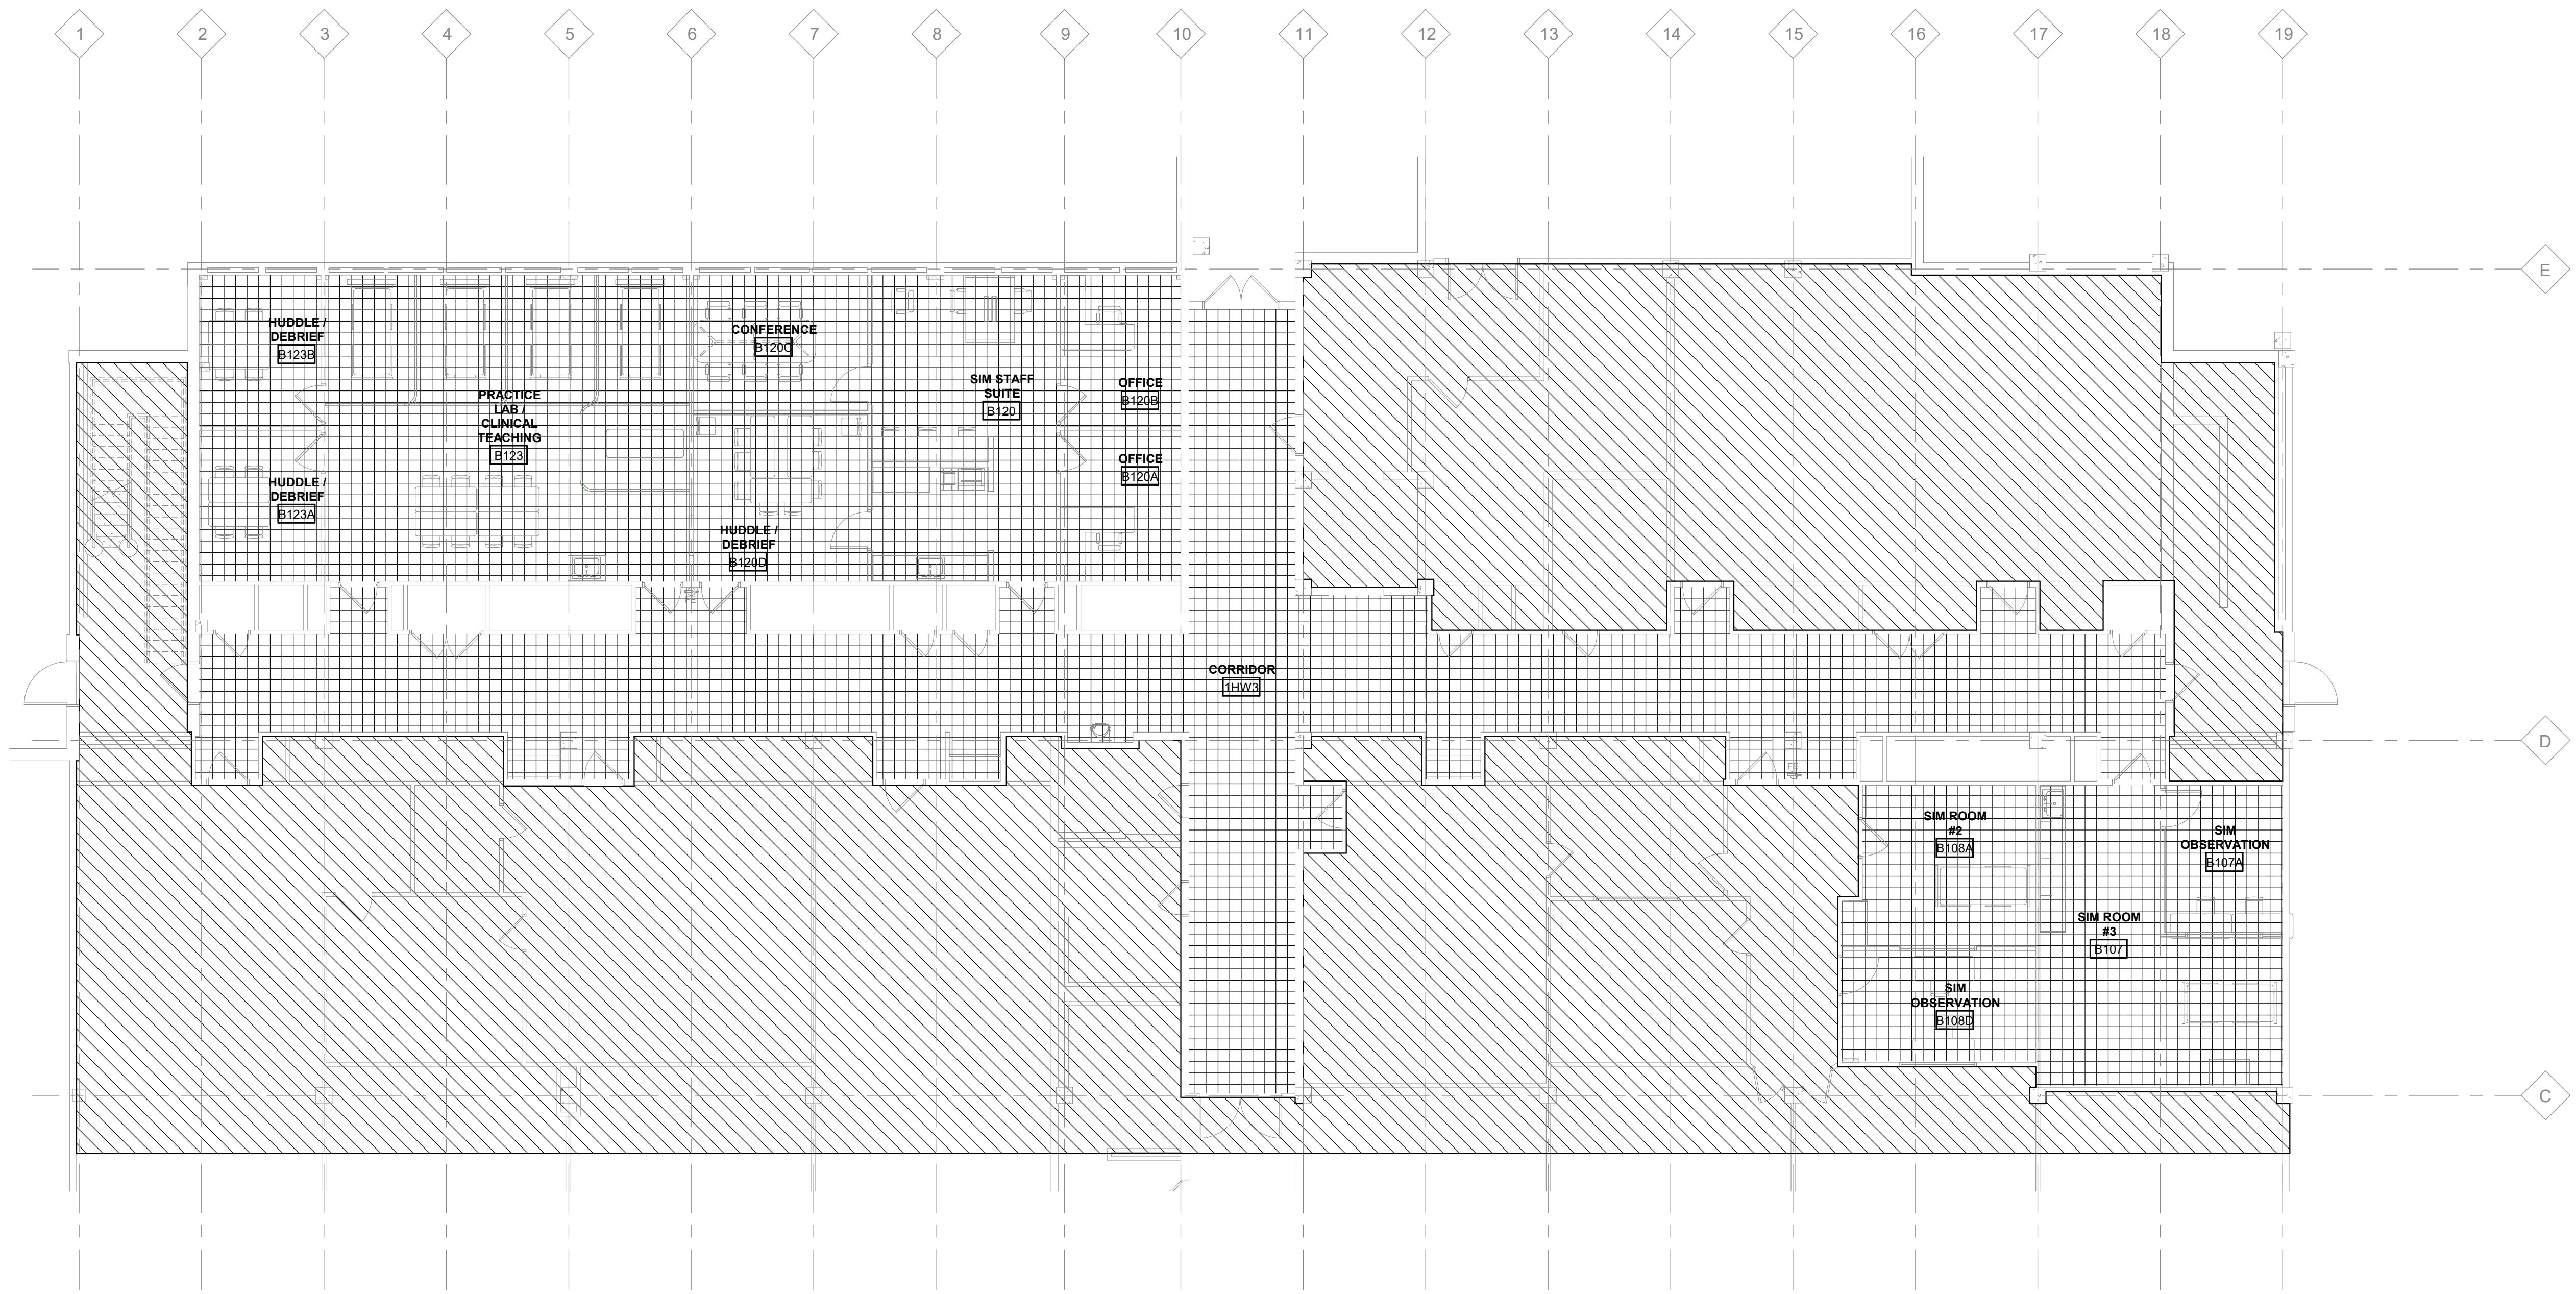 1
2
3
4
5
6
7
8
9
10
11
12
13
14
15
16
17
18
19
E
HUDDLE /
DEBRIEF
B123B
CONFERENCE
B120C
SIM STAFF
SUITE
B120
OFFICE
B120B
PRACTICE
LAB /
CLINICAL
TEACHING
B123
OFFICE
B120A
HUDDLE /
DEBRIEF
B123A
HUDDLE /
DEBRIEF
B120D
CORRIDOR
1HW3
D
FE
SIM ROOM
#2
B108A
SIM
OBSERVATION
B107A
SIM ROOM
#3
B107
SIM
OBSERVATION
B108D
C